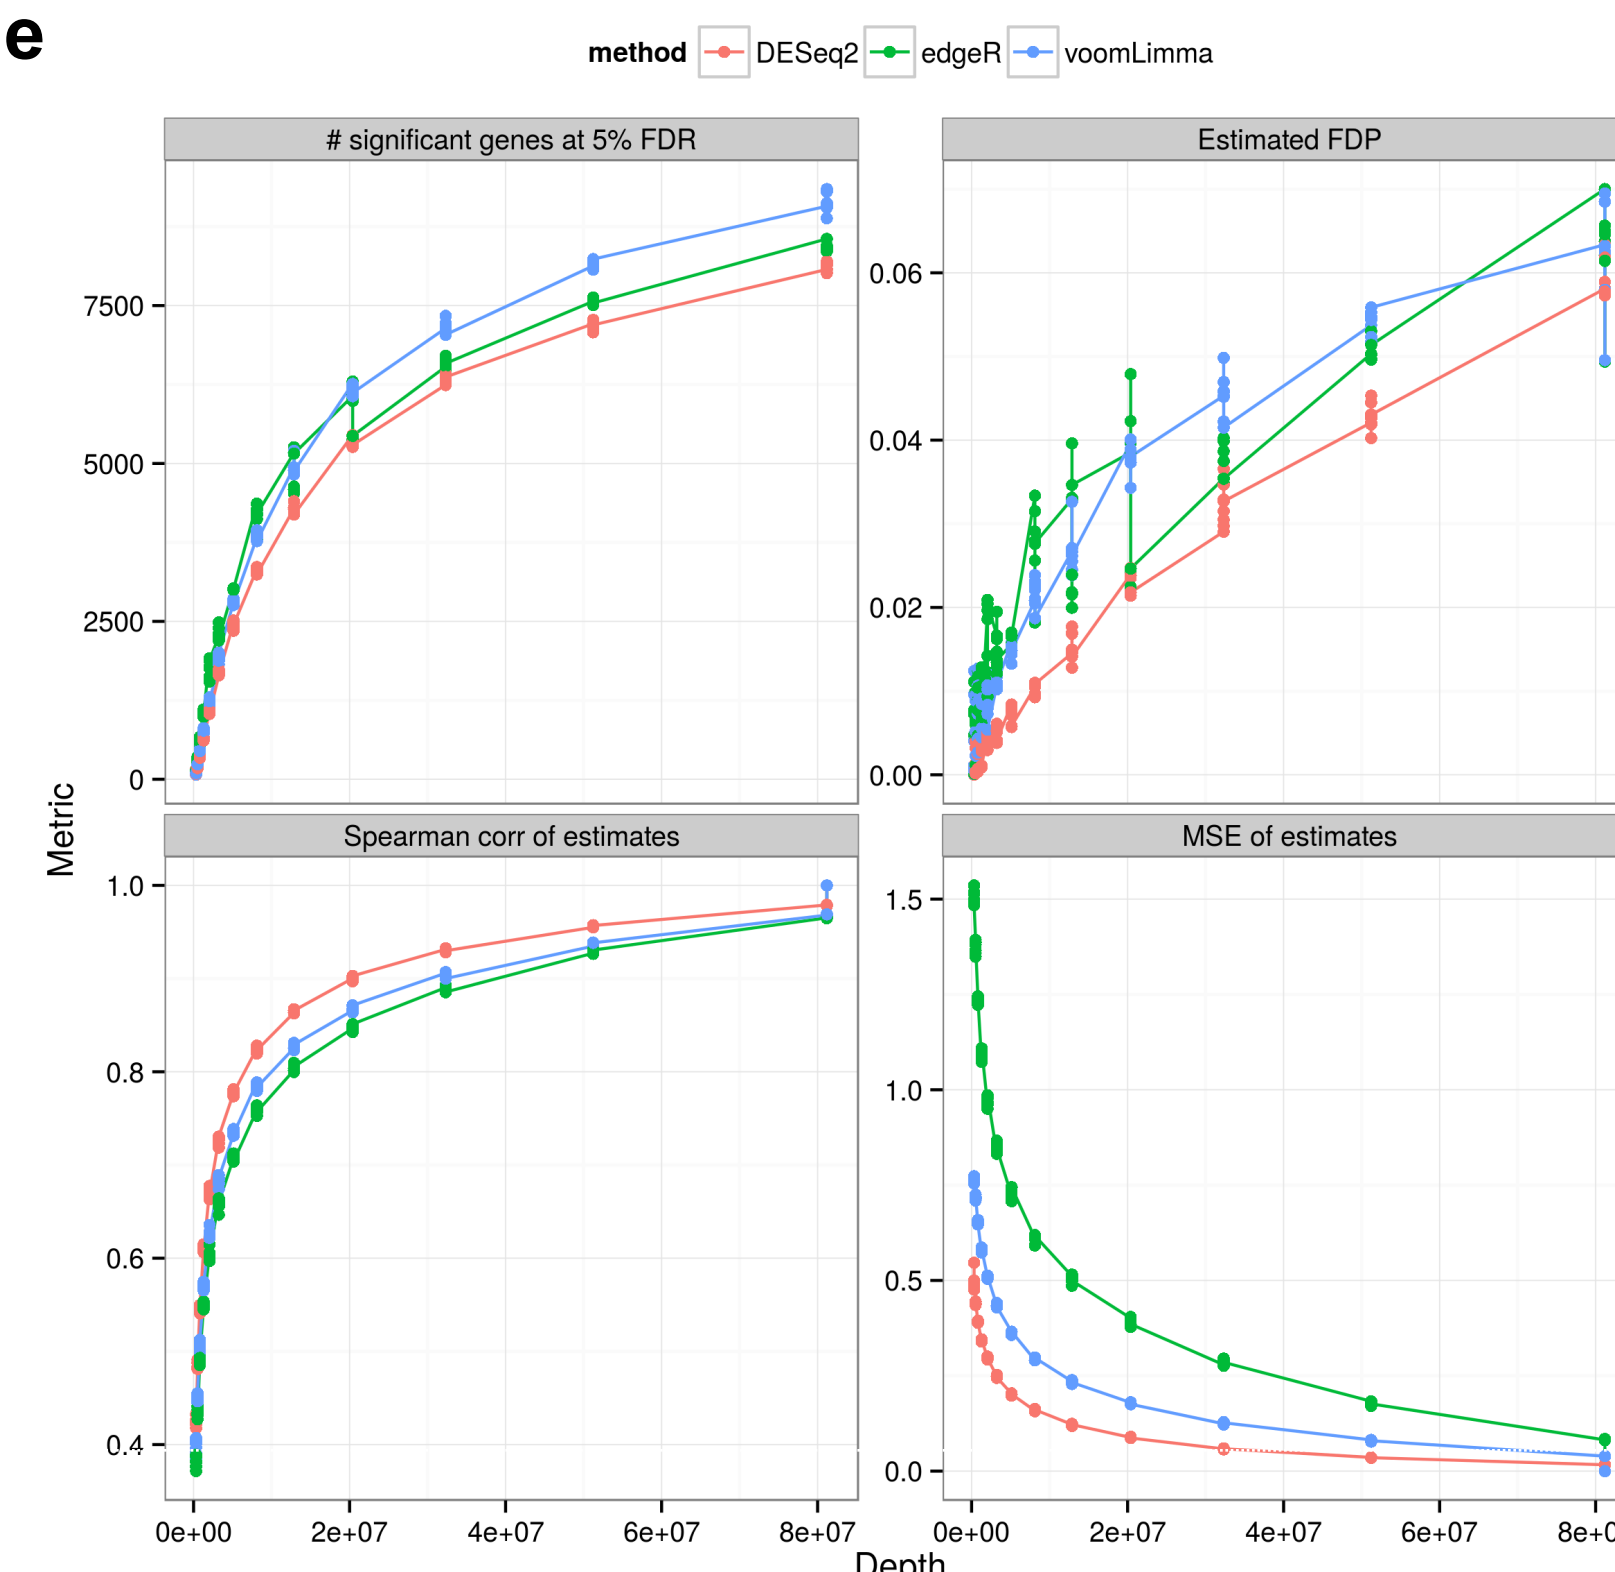 e
method DESeq2 edgeR voomLimma
# significant genes at 5% FDR
Estimated FDP
7500
5000
2500
0
0.06
0.04
0.02
0.00
Metric
Spearman corr of estimates
MSE of estimates
1.0
0.8
0.6
0.4
1.5
1.0
0.5
0.0
0e+00 2e+07 4e+07 6e+07 8e+07
0e+00 2e+07 4e+07 6e+07 8e+0
Depth